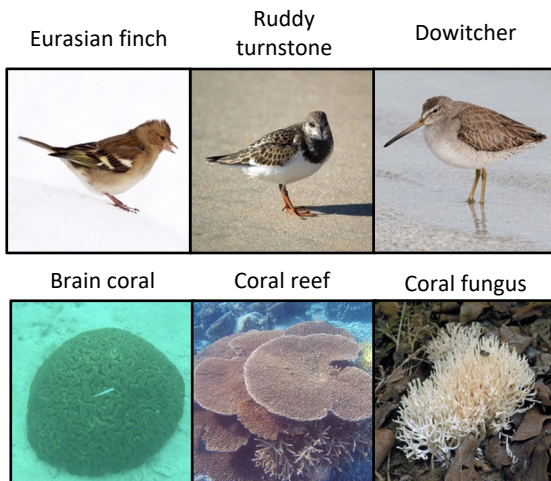 Eurasian finch
Ruddy
turnstone
Dowitcher
Brain coral
Coral reef
Coral fungus